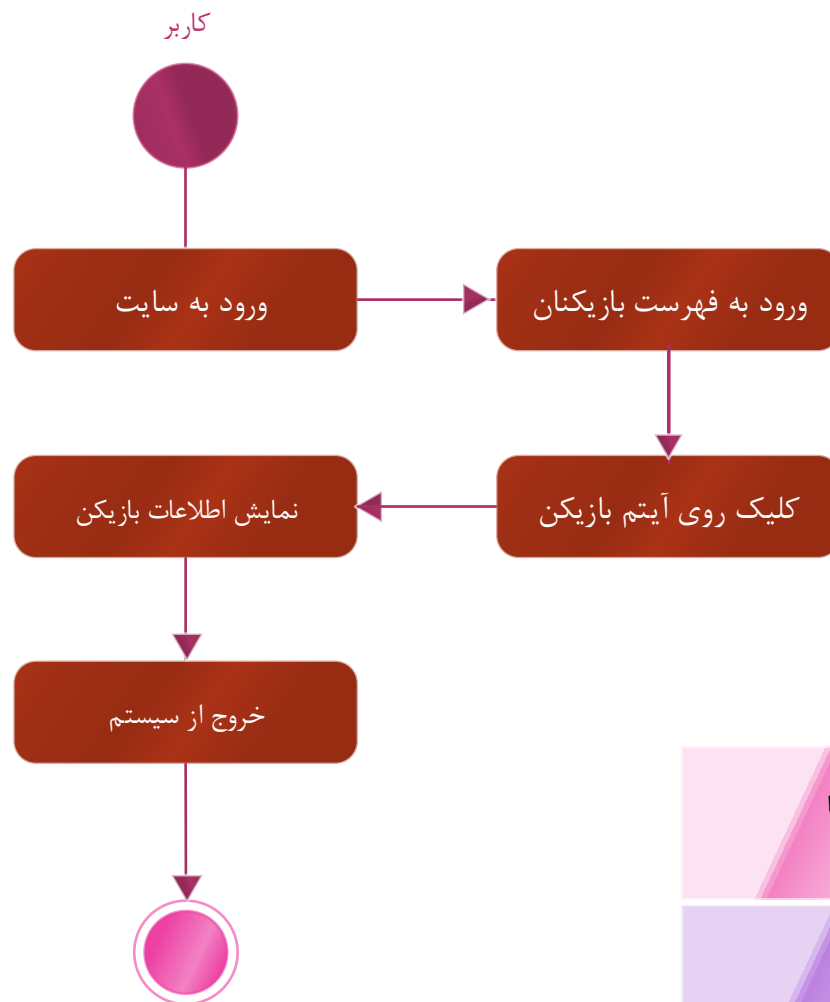 کاربر
ورود به سایت
ورود به فهرست بازیکنان
کلیک روی آیتم بازیکن
نمایش اطلاعات بازیکن
خروج از سیستم